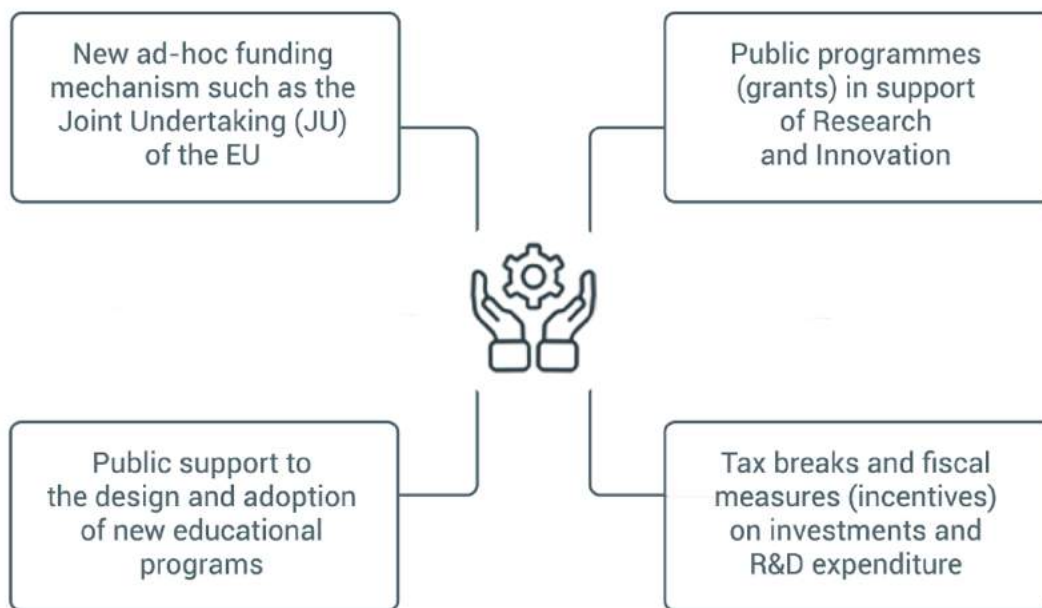 New ad-hoc funding
mechanism such as the
Joint Undertaking (JU)
of the EU
Public programmes
(grants) in support
of Research
and Innovation
Public support to
the design and adoption
of new educational
programs
Tax breaks and fiscal
measures (incentives)
on investments and
R&D expenditure